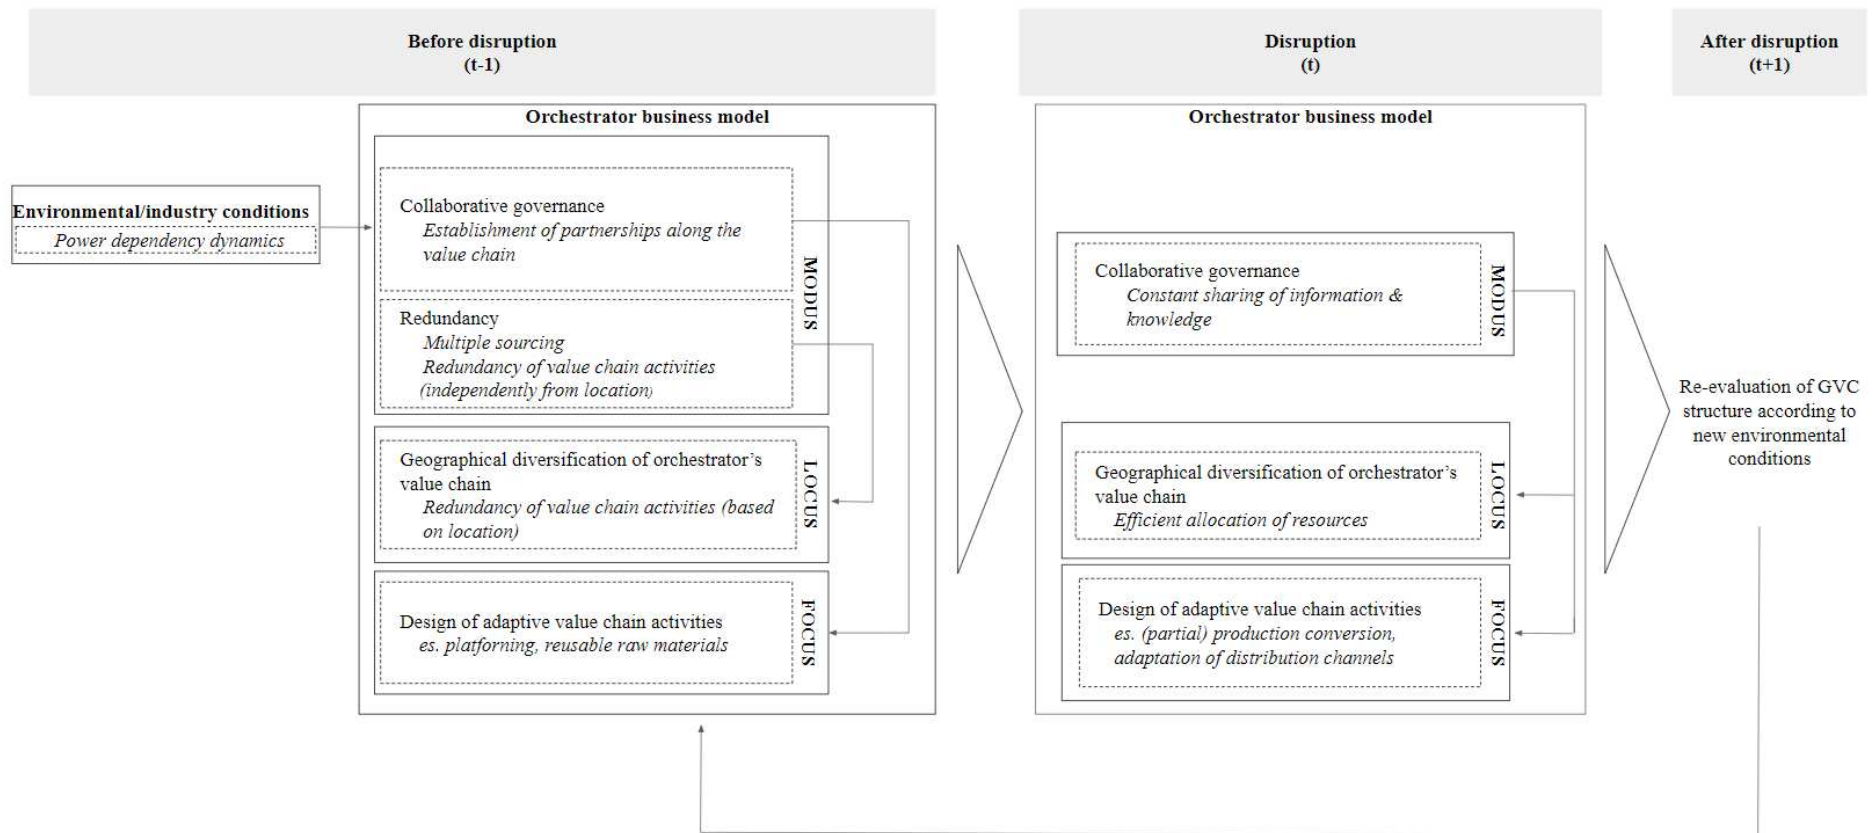 Before disruption
(t-1)
Disruption
(t)
After disruption
(t+1)
Environmental/industry conditions
Power dependency dynamics
Orchestrator business model
Collaborative governance
Establishment of partnerships along the
value chain
Redundancy
Multiple sourcing
Redundancy of value chain activities
(independently from location)
MODUS
Geographical diversification of orchestrator's
value chain
Redundancy of value chain activities (based
on location)
LOCUS
Design of adaptive value chain activities
es. platforning, reusable raw materials
FOCUS
Orchestrator business model
Collaborative governance
Constant sharing of information &
knowledge
MODUS
Geographical diversification of orchestrator's
value chain
Efficient allocation of resources
LOCUS
Design of adaptive value chain activities
es. (partial) production conversion,
adaptation of distribution channels
FOCUS
Re-evaluation of GVC
structure according to
new environmental
conditions